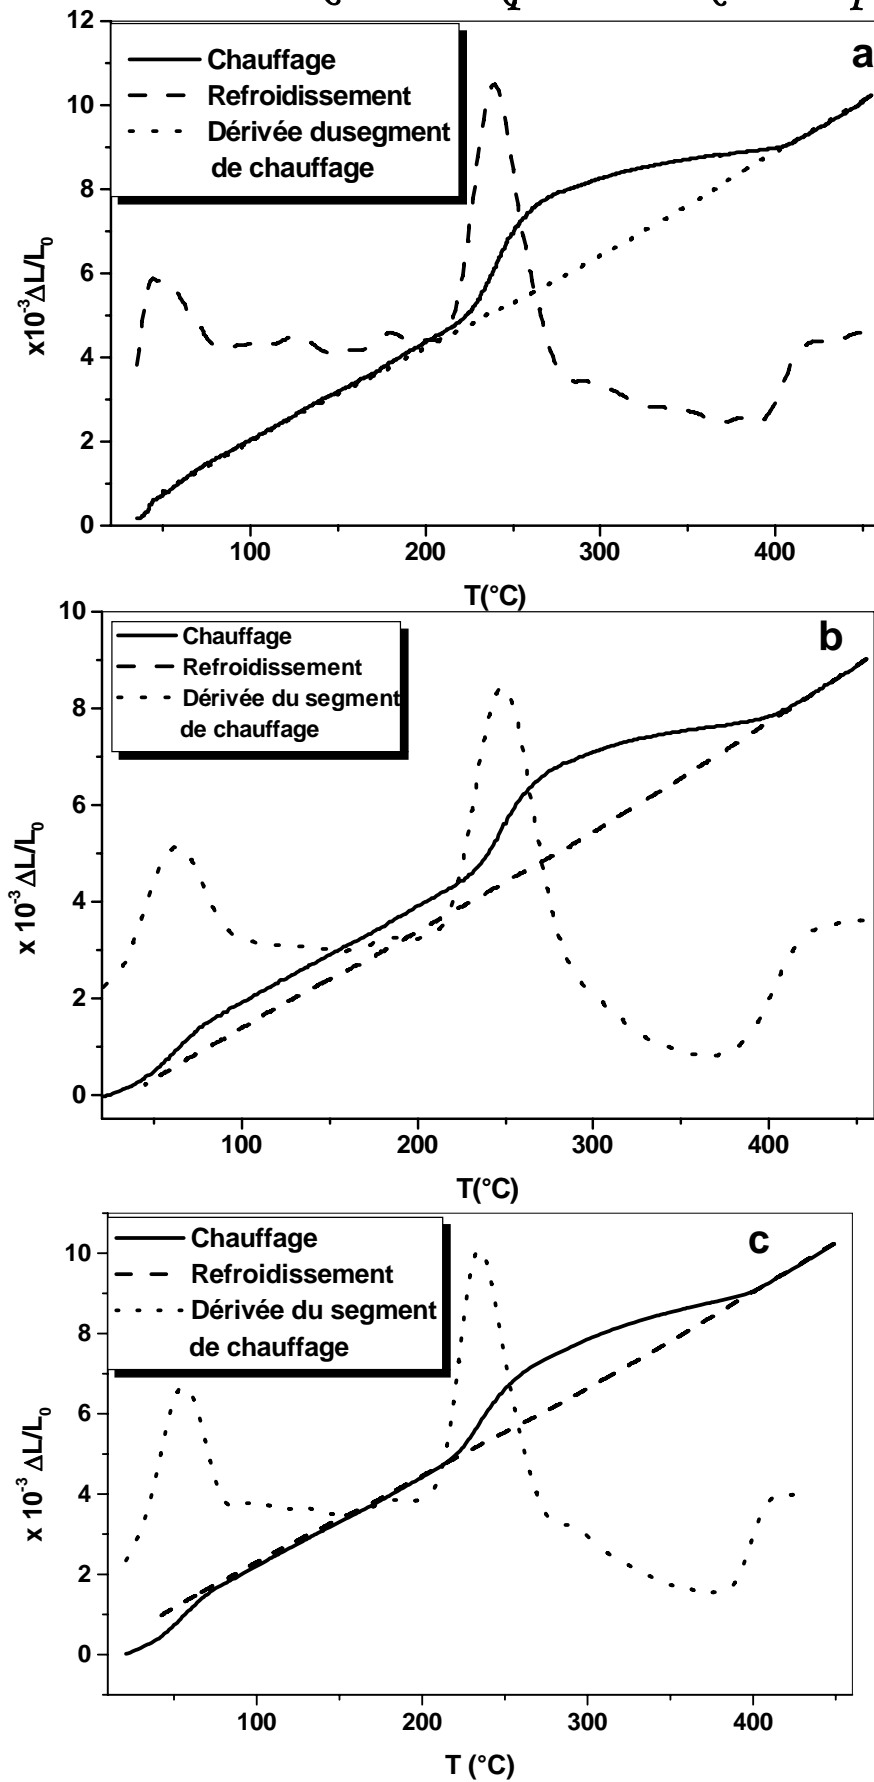 12
10
8
6
4
2
0
x10-3ΔL/L0
Chauffage
Refroidissement
Dérivée dusegment
de chauffage
a
100 200 300 400
T(°C)
10
8
6
4
2
0
x 10-3 ΔL/L0
Chauffage
Refroidissement
Dérivée du segment
de chauffage
b
100 200 300 400
T(°C)
10
8
6
4
2
0
x 10-3 ΔL/L0
Chauffage
Refroidissement
Dérivée du segment
de chauffage
c
100 200 300 400
T (°C)